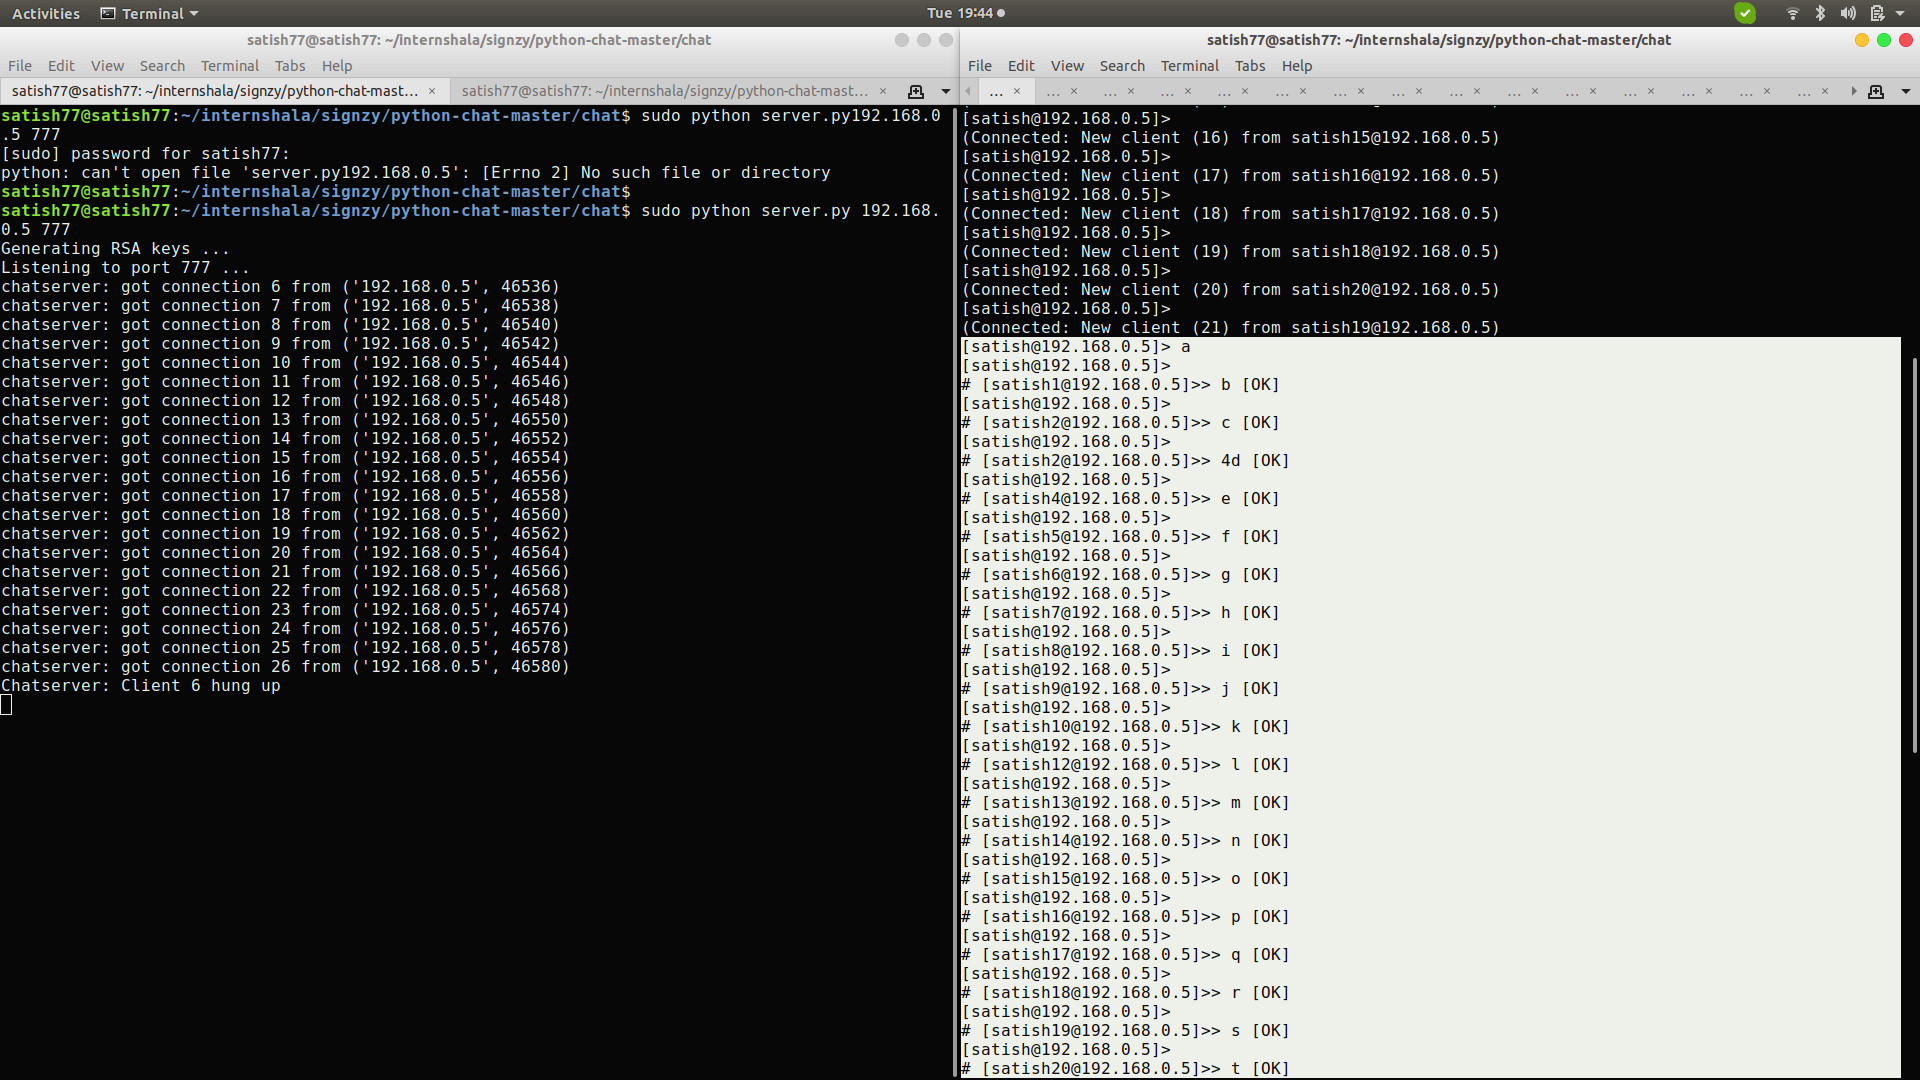 Activities Terminal Tue 19:44
satish77@satish77: ~/internshala/signzy/python-chat-master/chat
File Edit View Search Terminal Tabs Help
satish77@satish77: ~/internshala/signzy/python-chat-mast... × satish77@satish77: ~/internshala/signzy/python-chat-mast... ×
satish77@satish77:~/internshala/signzy/python-chat-master/chat$ sudo python server.py192.168.0
.5 777
[sudo] password for satish77:
python: can't open file 'server.py192.168.0.5': [Errno 2] No such file or directory
satish77@satish77:~/internshala/signzy/python-chat-master/chat$
satish77@satish77:~/internshala/signzy/python-chat-master/chat$ sudo python server.py 192.168.
0.5 777
Generating RSA keys ...
Listening to port 777 ...
chatserver: got connection 6 from ('192.168.0.5', 46536)
chatserver: got connection 7 from ('192.168.0.5', 46538)
chatserver: got connection 8 from ('192.168.0.5', 46540)
chatserver: got connection 9 from ('192.168.0.5', 46542)
chatserver: got connection 10 from ('192.168.0.5', 46544)
chatserver: got connection 11 from ('192.168.0.5', 46546)
chatserver: got connection 12 from ('192.168.0.5', 46548)
chatserver: got connection 13 from ('192.168.0.5', 46550)
chatserver: got connection 14 from ('192.168.0.5', 46552)
chatserver: got connection 15 from ('192.168.0.5', 46554)
chatserver: got connection 16 from ('192.168.0.5', 46556)
chatserver: got connection 17 from ('192.168.0.5', 46558)
chatserver: got connection 18 from ('192.168.0.5', 46560)
chatserver: got connection 19 from ('192.168.0.5', 46562)
chatserver: got connection 20 from ('192.168.0.5', 46564)
chatserver: got connection 21 from ('192.168.0.5', 46566)
chatserver: got connection 22 from ('192.168.0.5', 46568)
chatserver: got connection 23 from ('192.168.0.5', 46574)
chatserver: got connection 24 from ('192.168.0.5', 46576)
chatserver: got connection 25 from ('192.168.0.5', 46578)
chatserver: got connection 26 from ('192.168.0.5', 46580)
Chatserver: Client 6 hung up
satish77@satish77: ~/internshala/signzy/python-chat-master/chat
File Edit View Search Terminal Tabs Help
... × ... × ... × ... × ... × ... × ... × ... × ... × ... × ... × ... × ... × ... × ... ×
[satish@192.168.0.5]>
(Connected: New client (16) from satish15@192.168.0.5)
[satish@192.168.0.5]>
(Connected: New client (17) from satish16@192.168.0.5)
[satish@192.168.0.5]>
(Connected: New client (18) from satish17@192.168.0.5)
[satish@192.168.0.5]>
(Connected: New client (19) from satish18@192.168.0.5)
[satish@192.168.0.5]>
(Connected: New client (20) from satish20@192.168.0.5)
[satish@192.168.0.5]>
(Connected: New client (21) from satish19@192.168.0.5)
[satish@192.168.0.5]> a
[satish@192.168.0.5]>
# [satish1@192.168.0.5]>> b [OK]
[satish@192.168.0.5]>
# [satish2@192.168.0.5]>> c [OK]
[satish@192.168.0.5]>
# [satish2@192.168.0.5]>> 4d [OK]
[satish@192.168.0.5]>
# [satish4@192.168.0.5]>> e [OK]
[satish@192.168.0.5]>
# [satish5@192.168.0.5]>> f [OK]
[satish@192.168.0.5]>
# [satish6@192.168.0.5]>> g [OK]
[satish@192.168.0.5]>
# [satish7@192.168.0.5]>> h [OK]
[satish@192.168.0.5]>
# [satish8@192.168.0.5]>> i [OK]
[satish@192.168.0.5]>
# [satish9@192.168.0.5]>> j [OK]
[satish@192.168.0.5]>
# [satish10@192.168.0.5]>> k [OK]
[satish@192.168.0.5]>
# [satish12@192.168.0.5]>> l [OK]
[satish@192.168.0.5]>
# [satish13@192.168.0.5]>> m [OK]
[satish@192.168.0.5]>
# [satish14@192.168.0.5]>> n [OK]
[satish@192.168.0.5]>
# [satish15@192.168.0.5]>> o [OK]
[satish@192.168.0.5]>
# [satish16@192.168.0.5]>> p [OK]
[satish@192.168.0.5]>
# [satish17@192.168.0.5]>> q [OK]
[satish@192.168.0.5]>
# [satish18@192.168.0.5]>> r [OK]
[satish@192.168.0.5]>
# [satish19@192.168.0.5]>> s [OK]
[satish@192.168.0.5]>
# [satish20@192.168.0.5]>> t [OK]